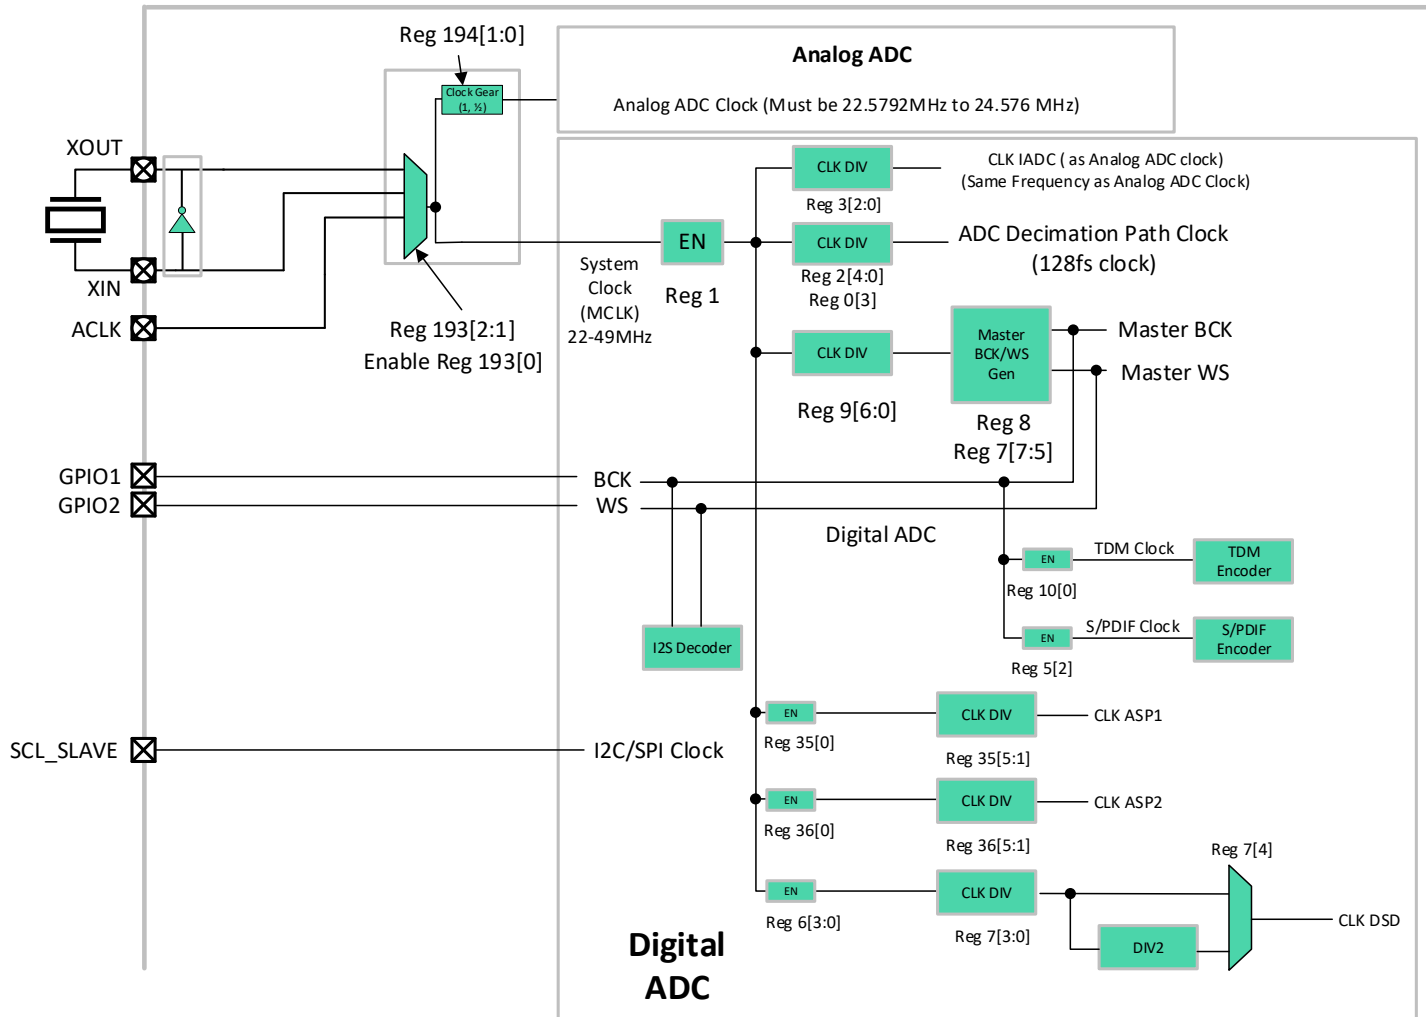 Reg 194[1:0]
Analog ADC
Clock Gear
(1, ½)
Analog ADC Clock (Must be 22.5792MHz to 24.576 MHz)
XOUT
CLK DIV
CLK IADC ( as Analog ADC clock)
(Same Frequency as Analog ADC Clock)
Reg 3[2:0]
EN
CLK DIV
ADC Decimation Path Clock
(128fs clock)
XIN
System
Clock
(MCLK)
22-49MHz
Reg 1
Reg 2[4:0]
Reg 0[3]
ACLK
Reg 193[2:1]
Enable Reg 193[0]
CLK DIV
Master
BCK/WS
Gen
Master BCK
Master WS
Reg 9[6:0]
Reg 8
Reg 7[7:5]
GPIO1
BCK
GPIO2
WS
Digital ADC
EN
TDM Clock
TDM
Encoder
Reg 10[0]
I2S Decoder
EN
S/PDIF Clock
S/PDIF
Encoder
Reg 5[2]
EN
CLK DIV
CLK ASP1
Reg 35[0]
Reg 35[5:1]
SCL_SLAVE
I2C/SPI Clock
EN
CLK DIV
CLK ASP2
Reg 36[0]
Reg 36[5:1]
Reg 7[4]
EN
CLK DIV
Reg 6[3:0]
Reg 7[3:0]
CLK DSD
DIV2
Digital
ADC